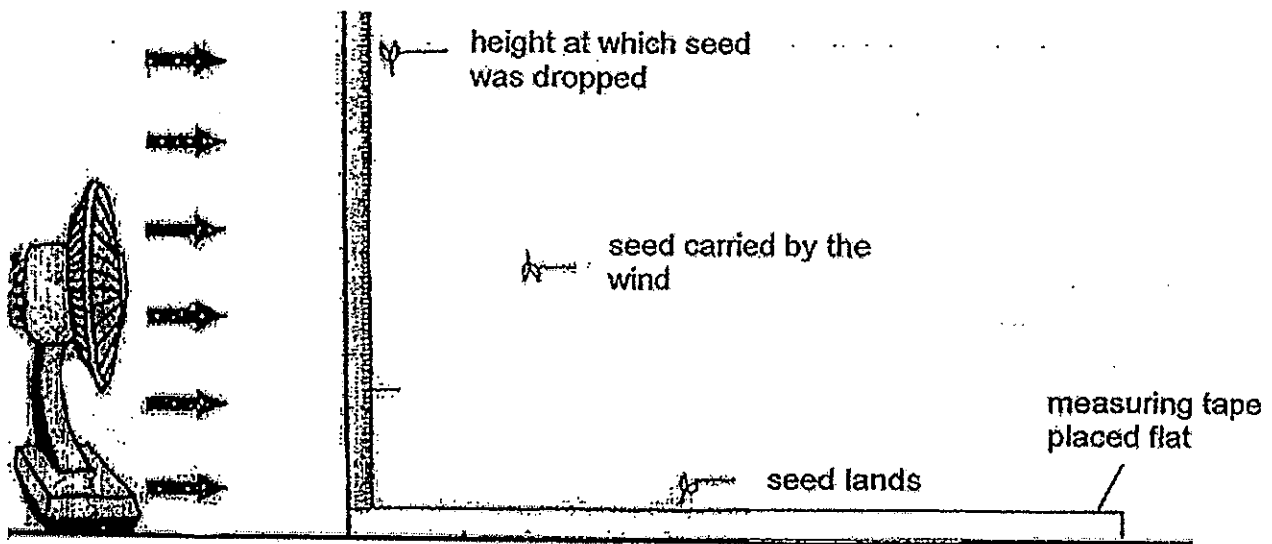 height at which seed
was dropped
seed carried by the
wind
measuring tape
placed flat
seed lands